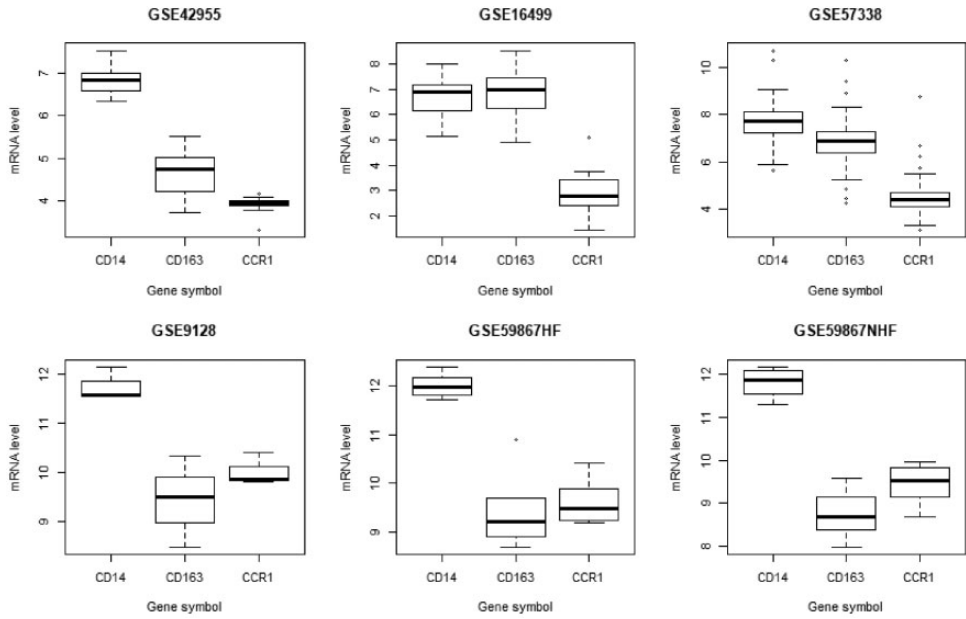 GSE42955
mRNA level
7
6
5
4
CD14 CD163 CCR1
Gene symbol
GSE16499
mRNA level
8
7
6
5
4
3
2
CD14 CD163 CCR1
Gene symbol
GSE57338
mRNA level
10
8
6
4
CD14 CD163 CCR1
Gene symbol
GSE9128
mRNA level
12
11
10
9
CD14 CD163 CCR1
Gene symbol
GSE59867HF
mRNA level
12
11
10
9
CD14 CD163 CCR1
Gene symbol
GSE59867NHF
mRNA level
12
11
10
9
8
CD14 CD163 CCR1
Gene symbol